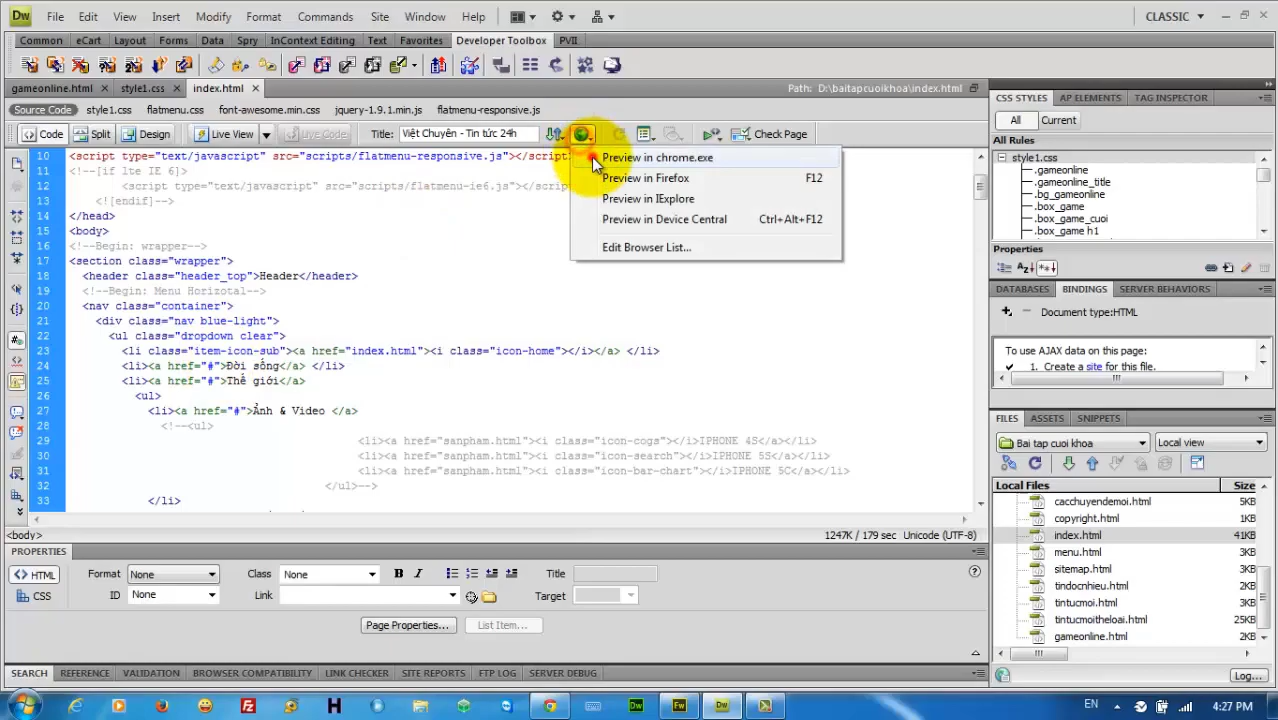 Dw File Edit View Insert Modify Format Commands Site Window Help CLASSIC
Common eCart Layout Forms Data Spry InContext Editing Text Favorites Developer Toolbox PVII
gameonline.html style1.css index.html Path: D:\baitapcuoikhoa\index.html
Source Code style1.css flatmenu.css font-awesome.min.css jquery-1.9.1.min.js flatmenu-responsive.js
Code Split Design Live View Live Code Title: Việt Chuyên - Tin tức 24h Check Page
Preview in chrome.exe
Preview in Firefox F12
Preview in IExplore
Preview in Device Central Ctrl+Alt+F12
Edit Browser List...
10 <script type="text/javascript" src="scripts/flatmenu-responsive.js"></script
11 <!--[if lte IE 6]>
12 <script type="text/javascript" src="scripts/flatmenu-ie6.js"></scrip
13 <![endif]-->
14 </head>
15 <body>
16 <!--Begin: wrapper-->
17 <section class="wrapper">
18 <header class="header_top">Header</header>
19 <!--Begin: Menu Horizotal-->
20 <nav class="container">
21 <div class="nav blue-light">
22 <ul class="dropdown clear">
23 <li class="item-icon-sub"><a href="index.html"><i class="icon-home"></i></a> </li>
24 <li><a href="#">Đời sống</a> </li>
25 <li><a href="#">Thế giới</a>
26 <ul>
27 <li><a href="#">Ảnh & Video </a>
28 <!--<ul>
29 <li><a href="sanpham.html"><i class="icon-cogs"></i>IPHONE 4S</a></li>
30 <li><a href="sanpham.html"><i class="icon-search"></i>IPHONE 5S</a></li>
31 <li><a href="sanpham.html"><i class="icon-bar-chart"></i>IPHONE 5C</a></li>
32 </ul>-->
33 </li>
<body> 1247K / 179 sec Unicode (UTF-8)
PROPERTIES
HTML Format None Class None B I Title
CSS ID None Link Target
Page Properties... List Item...
SEARCH REFERENCE VALIDATION BROWSER COMPATIBILITY LINK CHECKER SITE REPORTS FTP LOG SERVER DEBUG
CSS STYLES AP ELEMENTS TAG INSPECTOR
All Current
All Rules
style1.css
.gameonline
.gameonline_title
.bg_gameonline
.box_game
.box_game_cuoi
.box_game h1
Properties
DATABASES BINDINGS SERVER BEHAVIORS
Document type:HTML
To use AJAX data on this page:
1. Create a site for this file.
FILES ASSETS SNIPPETS
Bai tap cuoi khoa Local view
Local Files Size
cacchuyendemoi.html 5KB
copyright.html 1KB
index.html 41KB
menu.html 3KB
sitemap.html 3KB
tindocnhieu.html 3KB
tintucmoi.html 3KB
tintucmoitheloai.html 25KB
gameonline.html 2KB
Log...
EN 4:27 PM